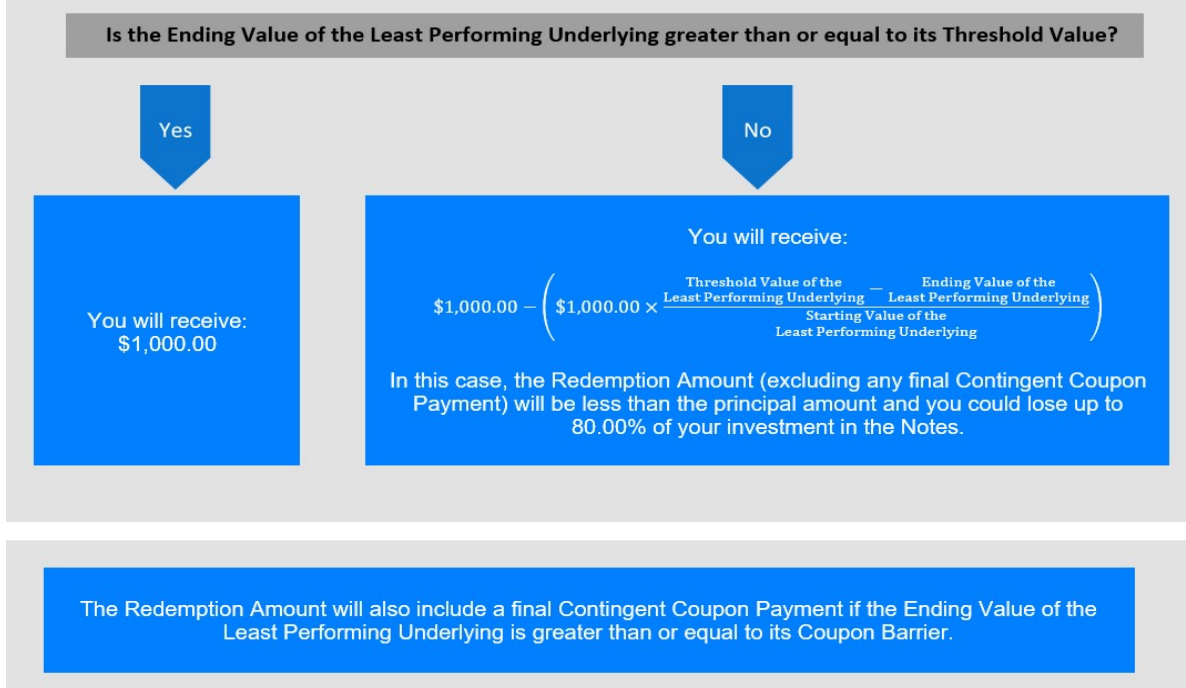 Is the Ending Value of the Least Performing Underlying greater than or equal to its Threshold Value?
Yes
No
You will receive:
$1,000.00
You will receive:
$1,000.00 − ($1,000.00 × (Threshold Value of the Least Performing Underlying − Ending Value of the Least Performing Underlying) / Starting Value of the Least Performing Underlying)
In this case, the Redemption Amount (excluding any final Contingent Coupon
Payment) will be less than the principal amount and you could lose up to
80.00% of your investment in the Notes.
The Redemption Amount will also include a final Contingent Coupon Payment if the Ending Value of the
Least Performing Underlying is greater than or equal to its Coupon Barrier.